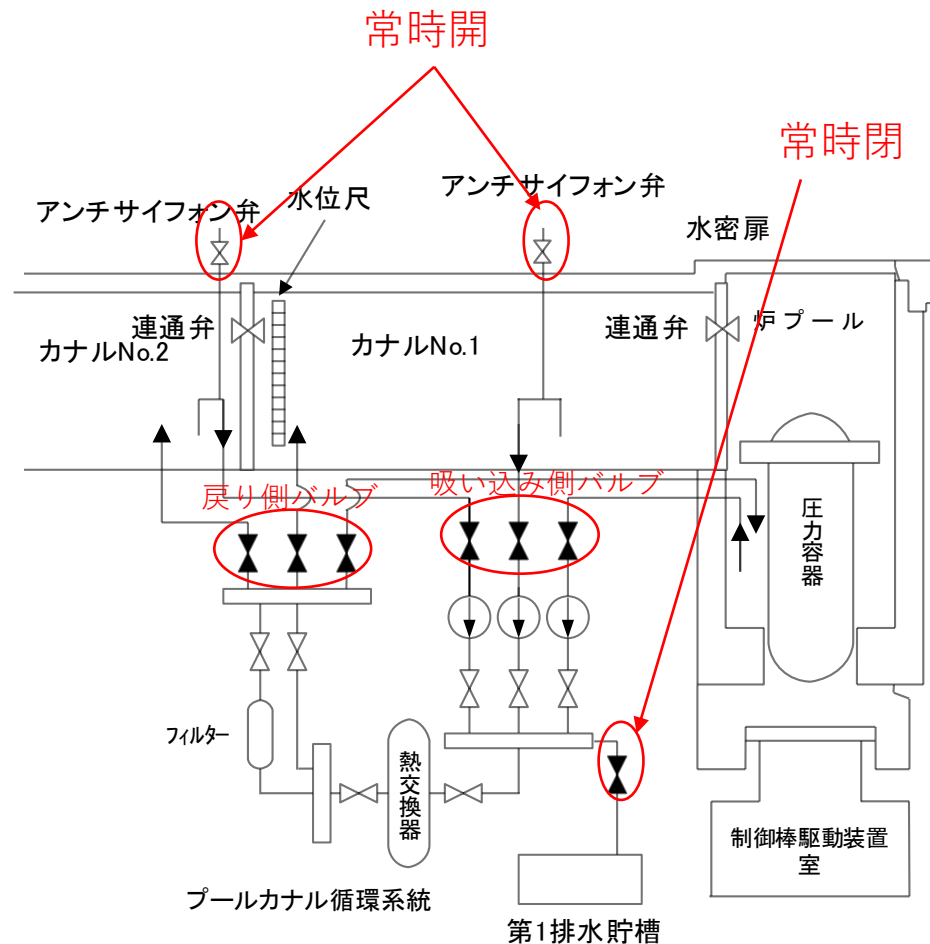 常時開
常時閉
アンチサイフォン弁
水位尺
アンチサイフォン弁
水密扉
連通弁
連通弁
炉プール
カナルNo.2
カナルNo.1
戻り側バルブ
吸い込み側バルブ
圧力容器
フィルター
熱交換器
制御棒駆動装置
室
プールカナル循環系統
第1排水貯槽